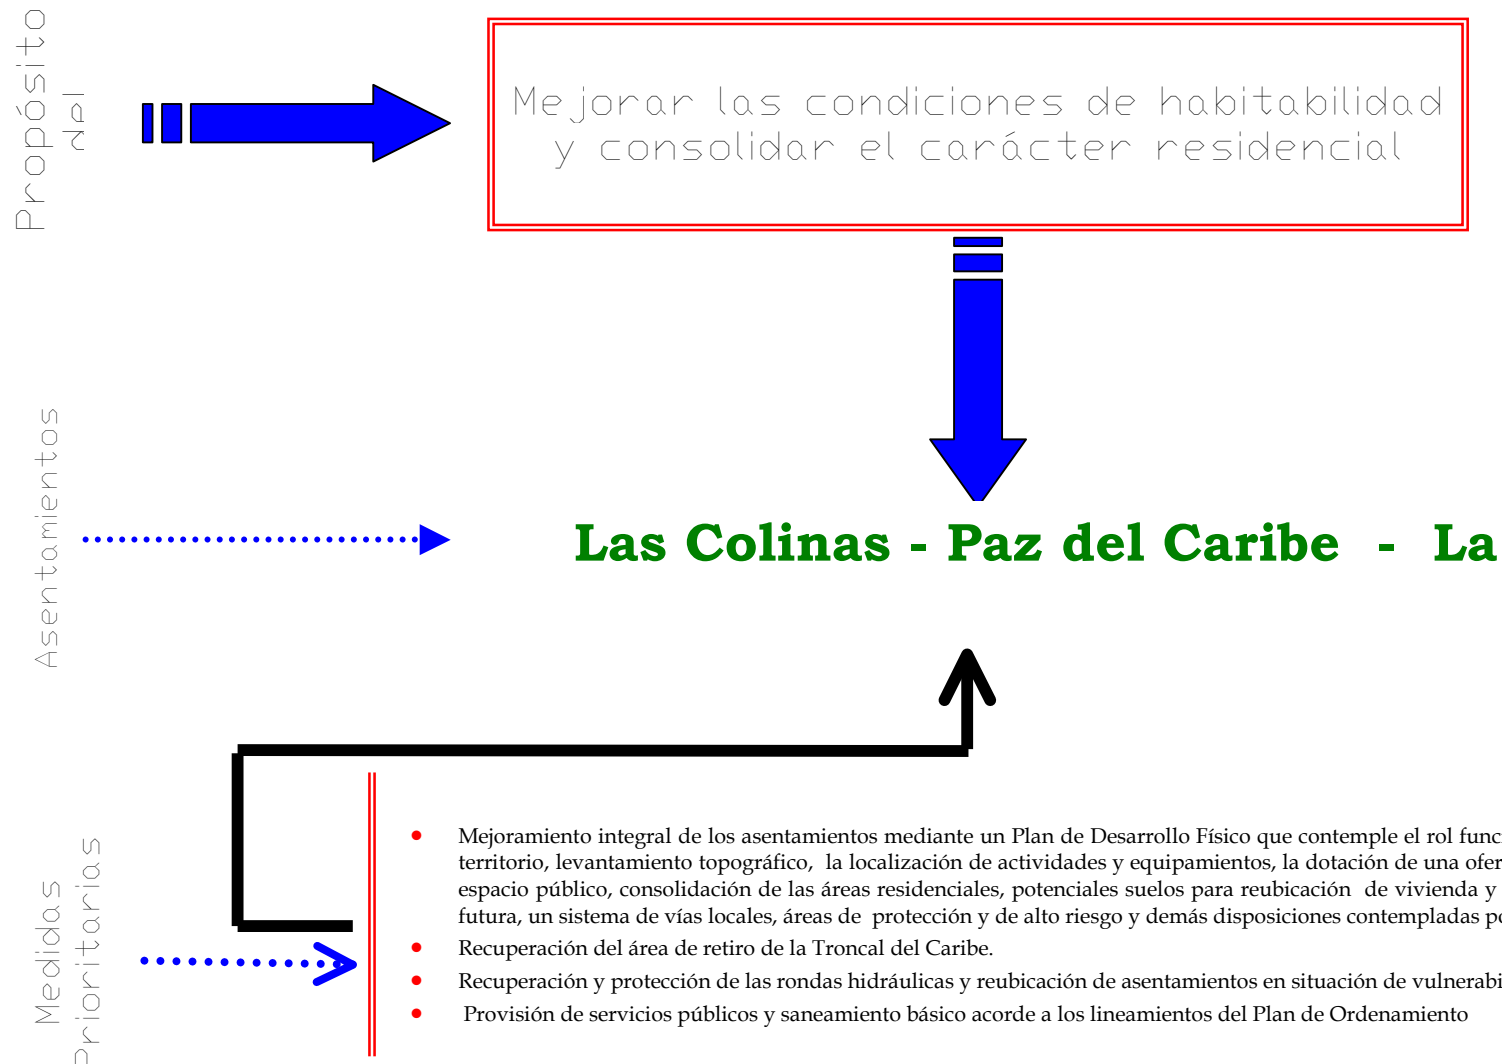 Propósito
del
Mejorar las condiciones de habitabilidad
y consolidar el carácter residencial
Asentamientos
Las Colinas - Paz del Caribe - La
Medidas
Prioritarias
• Mejoramiento integral de los asentamientos mediante un Plan de Desarrollo Físico que contemple el rol func
territorio, levantamiento topográfico, la localización de actividades y equipamientos, la dotación de una ofer
espacio público, consolidación de las áreas residenciales, potenciales suelos para reubicación de vivienda y
futura, un sistema de vías locales, áreas de protección y de alto riesgo y demás disposiciones contempladas p
• Recuperación del área de retiro de la Troncal del Caribe.
• Recuperación y protección de las rondas hidráulicas y reubicación de asentamientos en situación de vulnerabi
• Provisión de servicios públicos y saneamiento básico acorde a los lineamientos del Plan de Ordenamiento